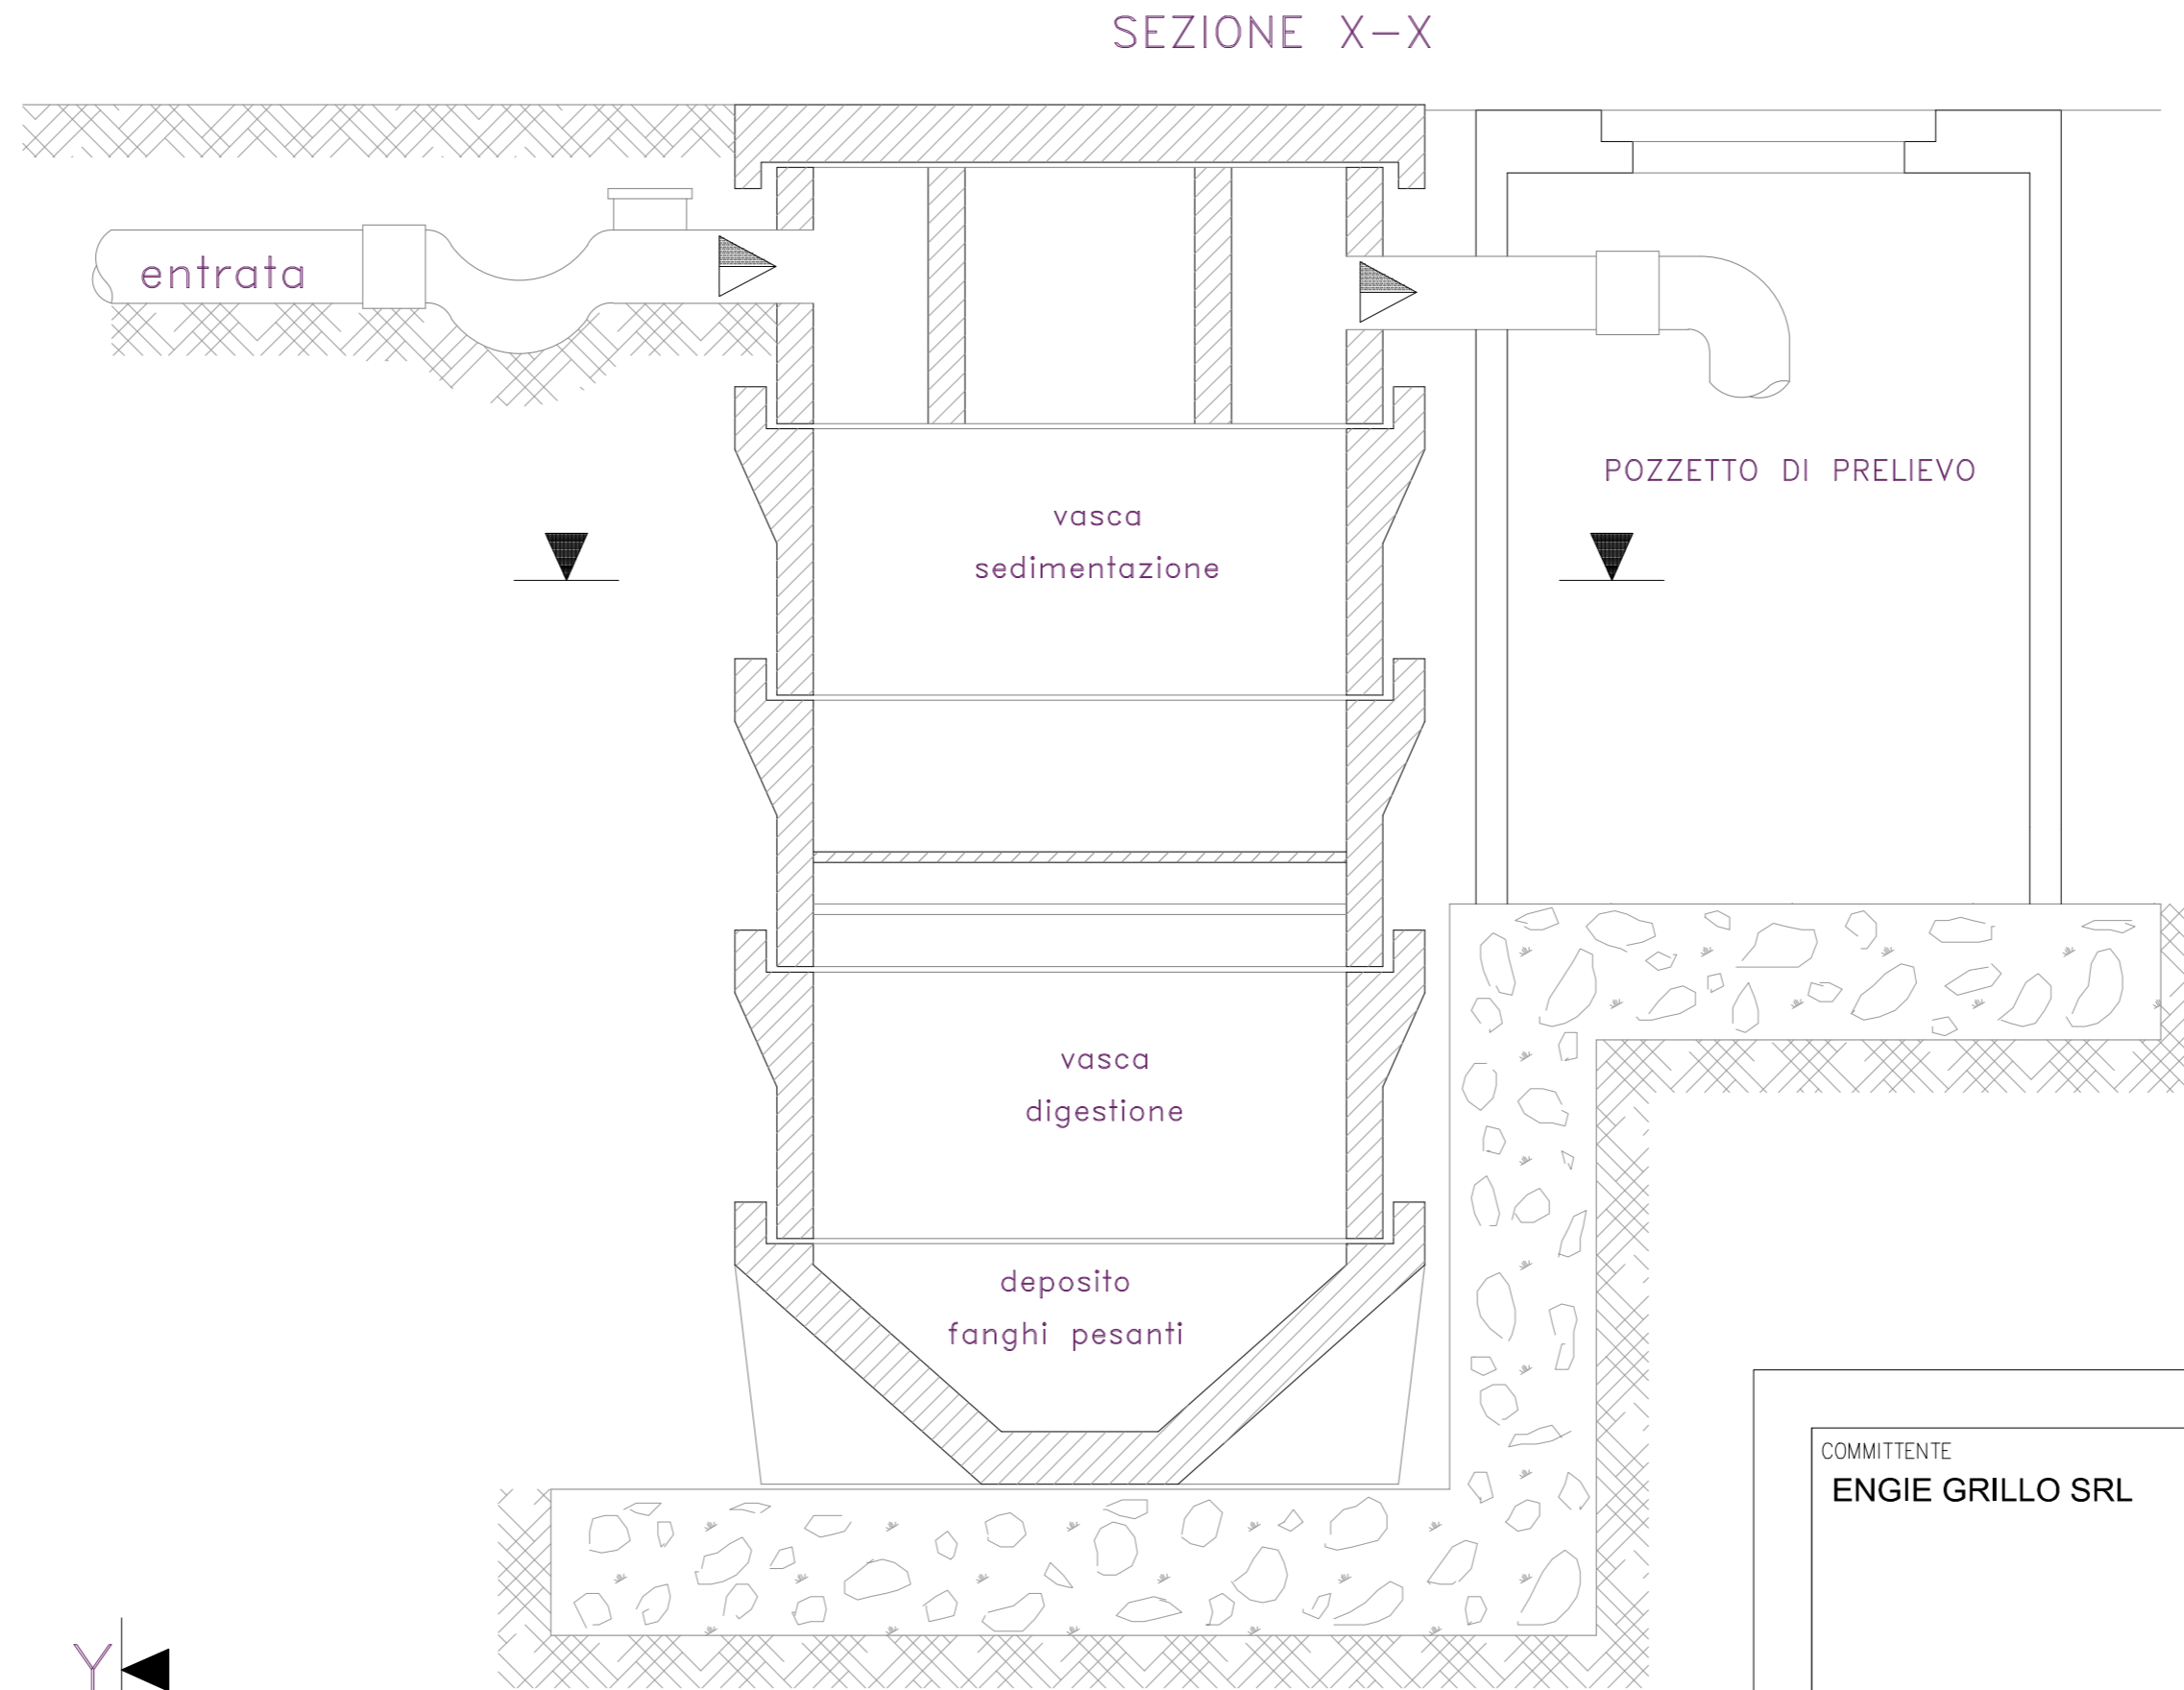 SEZIONE X-X
entrata
POZZETTO DI PRELIEVO
vasca
sedimentazione
vasca
digestione
deposito
fanghi pesanti
COMMITTENTE
ENGIE GRILLO SRL
Y